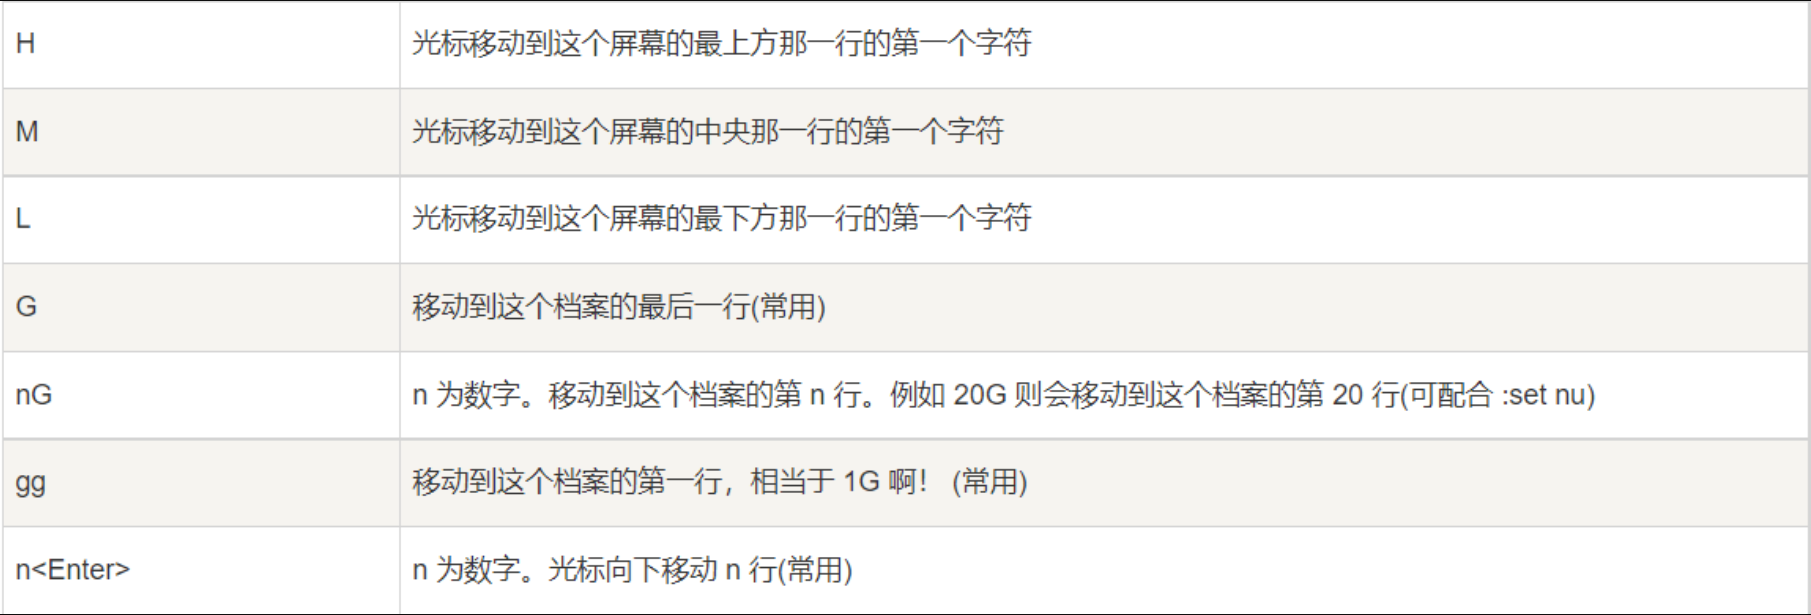 H 光标移动到这个屏幕的最上方那一行的第一个字符
M 光标移动到这个屏幕的中央那一行的第一个字符
L 光标移动到这个屏幕的最下方那一行的第一个字符
G 移动到这个档案的最后一行(常用)
nG n 为数字。移动到这个档案的第 n 行。例如 20G 则会移动到这个档案的第 20 行(可配合 :set nu)
gg 移动到这个档案的第一行，相当于 1G 啊！ (常用)
n<Enter> n 为数字。光标向下移动 n 行(常用)